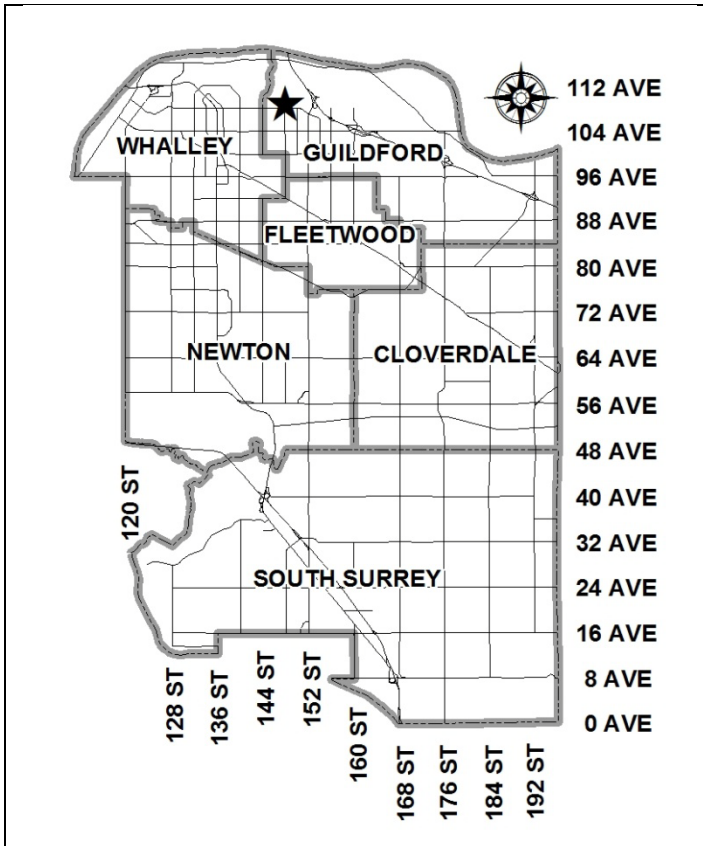 112 AVE
104 AVE
WHALLEY
GUILDFORD
96 AVE
88 AVE
FLEETWOOD
80 AVE
72 AVE
NEWTON
CLOVERDALE
64 AVE
56 AVE
48 AVE
120 ST
40 AVE
32 AVE
SOUTH SURREY
24 AVE
16 AVE
8 AVE
0 AVE
128 ST
136 ST
144 ST
152 ST
160 ST
168 ST
176 ST
184 ST
192 ST